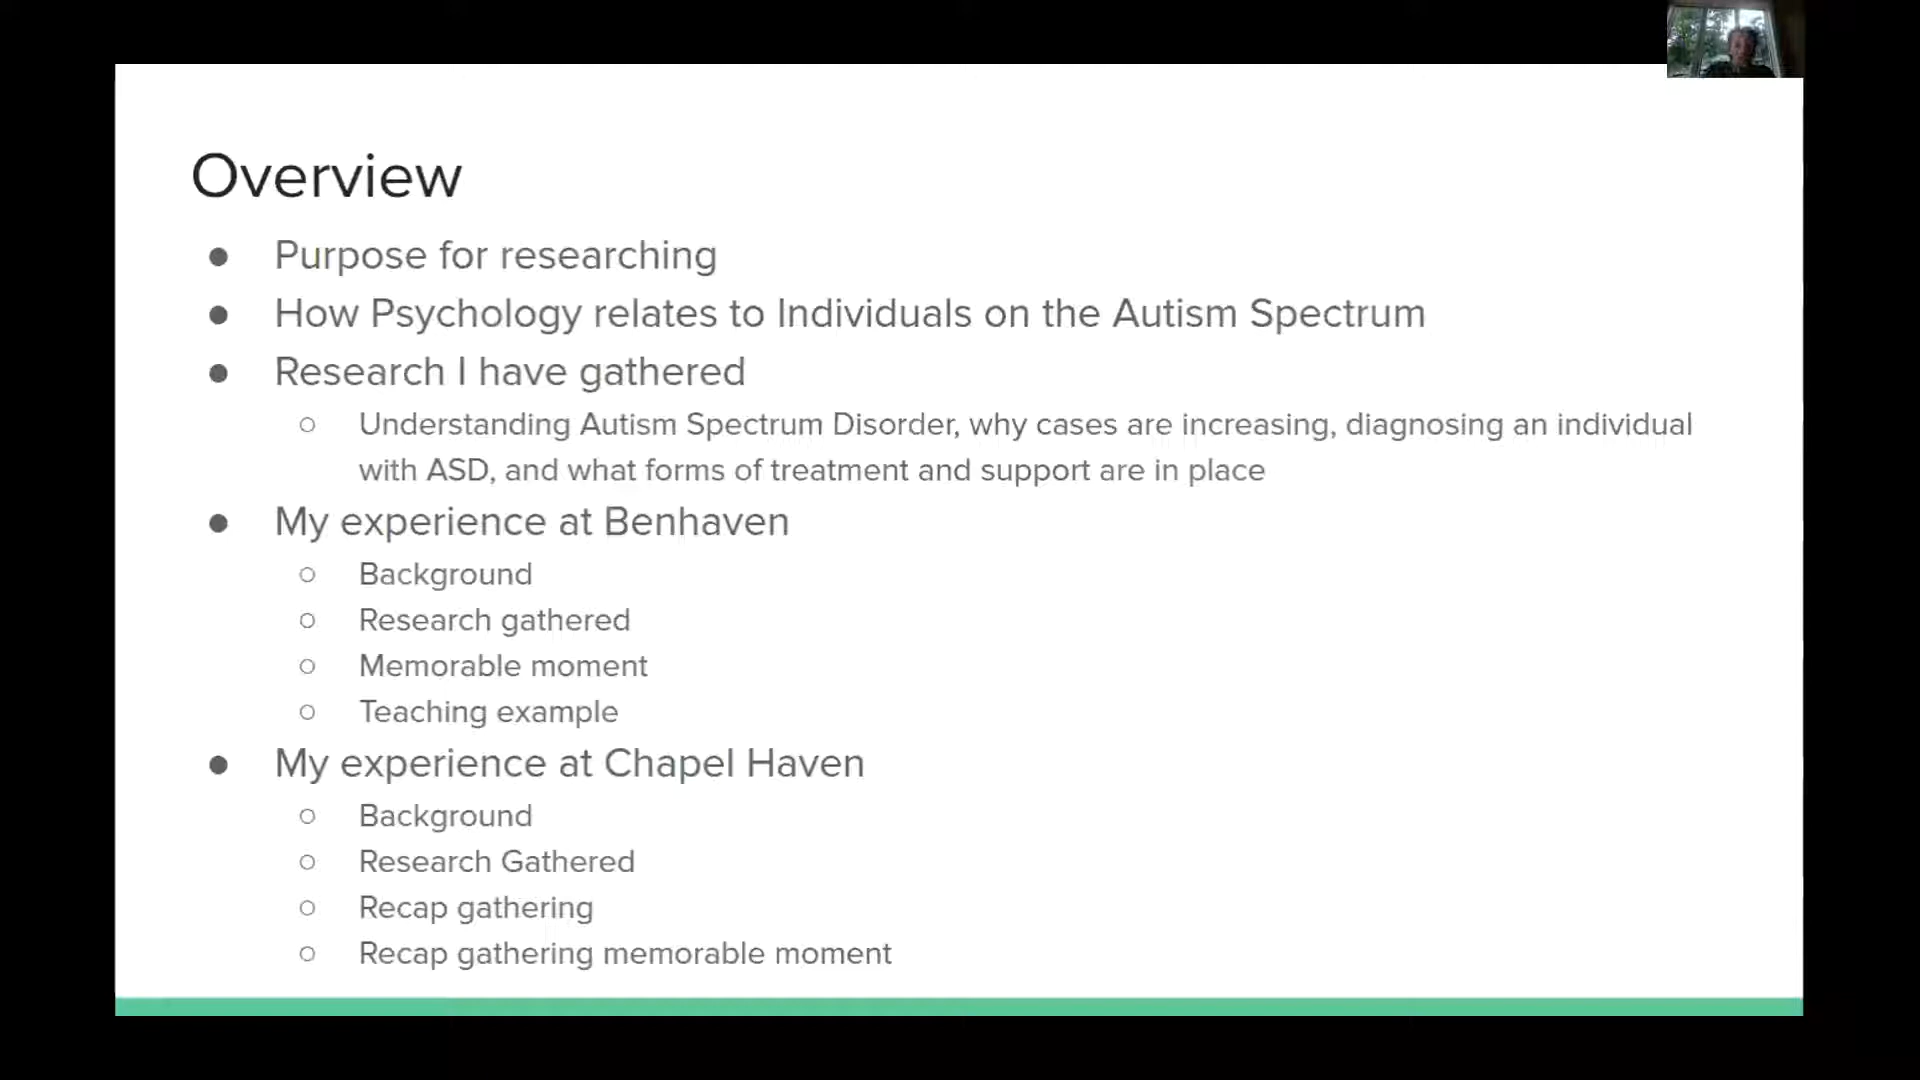 Overview
● Purpose for researching
● How Psychology relates to Individuals on the Autism Spectrum
● Research I have gathered
○ Understanding Autism Spectrum Disorder, why cases are increasing, diagnosing an individual
with ASD, and what forms of treatment and support are in place
● My experience at Benhaven
○ Background
○ Research gathered
○ Memorable moment
○ Teaching example
● My experience at Chapel Haven
○ Background
○ Research Gathered
○ Recap gathering
○ Recap gathering memorable moment